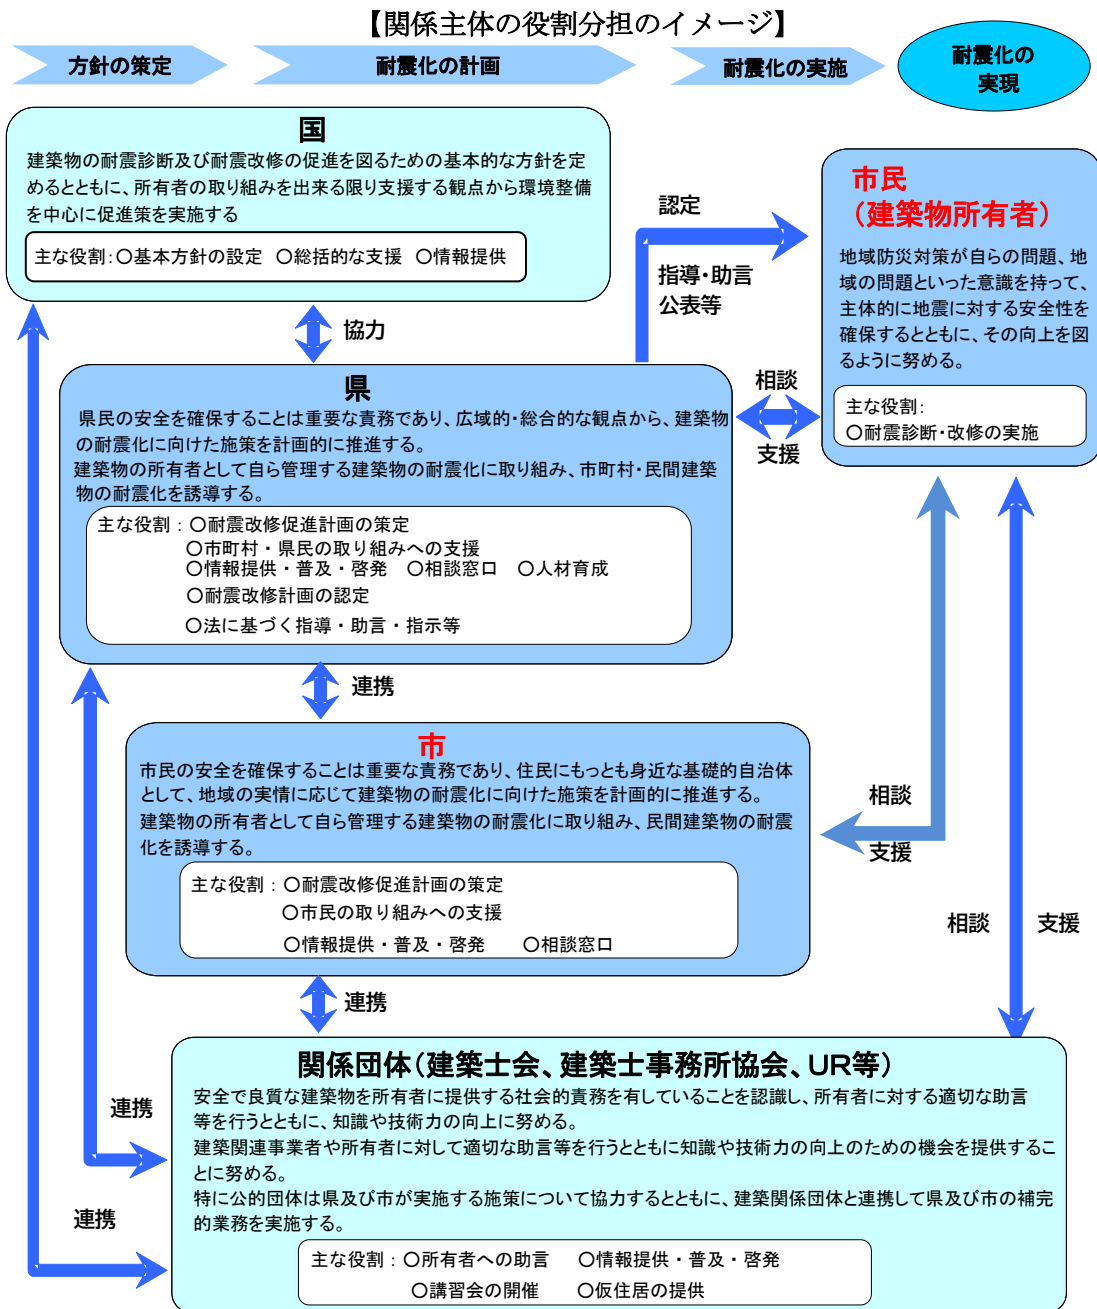 【関係主体の役割分担のイメージ】
方針の策定
耐震化の計画
耐震化の実施
耐震化の
実現
国
建築物の耐震診断及び耐震改修の促進を図るための基本的な方針を定
めるとともに、所有者の取り組みを出来る限り支援する観点から環境整備
を中心に促進策を実施する
主な役割:〇基本方針の設定 〇総括的な支援 〇情報提供
認定
指導・助言
公表等
市民
（建築物所有者）
地域防災対策が自らの問題、地
域の問題といった意識を持って、
主体的に地震に対する安全性を
確保するとともに、その向上を図
るように努める。
主な役割:
〇耐震診断・改修の実施
協力
県
県民の安全を確保することは重要な責務であり、広域的・総合的な観点から、建築物
の耐震化に向けた施策を計画的に推進する。
建築物の所有者として自ら管理する建築物の耐震化に取り組み、市町村・民間建築
物の耐震化を誘導する。
主な役割：〇耐震改修促進計画の策定
〇市町村・県民の取り組みへの支援
〇情報提供・普及・啓発 〇相談窓口 〇人材育成
〇耐震改修計画の認定
〇法に基づく指導・助言・指示等
相談
支援
連携
市
市民の安全を確保することは重要な責務であり、住民にもっとも身近な基礎的自治体
として、地域の実情に応じて建築物の耐震化に向けた施策を計画的に推進する。
建築物の所有者として自ら管理する建築物の耐震化に取り組み、民間建築物の耐震
化を誘導する。
主な役割：〇耐震改修促進計画の策定
〇市民の取り組みへの支援
〇情報提供・普及・啓発 〇相談窓口
相談
支援
相談 支援
連携
関係団体（建築士会、建築士事務所協会、ＵＲ等）
安全で良質な建築物を所有者に提供する社会的責務を有していることを認識し、所有者に対する適切な助言
等を行うとともに、知識や技術力の向上に努める。
建築関連事業者や所有者に対して適切な助言等を行うとともに知識や技術力の向上のための機会を提供するこ
とに努める。
特に公的団体は県及び市が実施する施策について協力するとともに、建築関係団体と連携して県及び市の補完
的業務を実施する。
主な役割：〇所有者への助言 〇情報提供・普及・啓発
〇講習会の開催 〇仮住居の提供
連携
連携